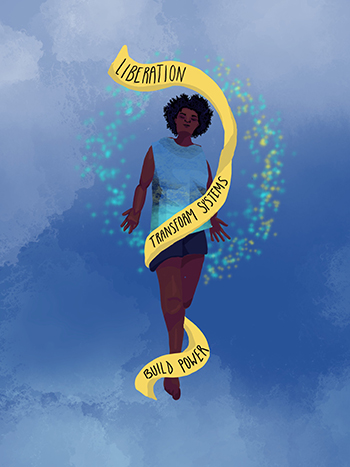 LIBERATION
TRANSFORM SYSTEMS
BUILD POWER